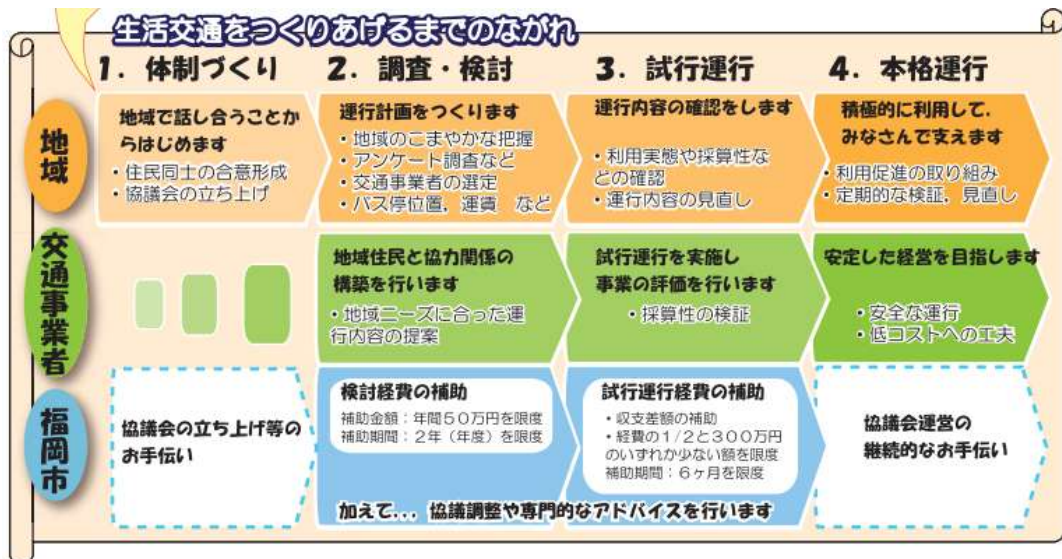 生活交通をつくりあげるまでのながれ
1. 体制づくり
2. 調査・検討
3. 試行運行
4. 本格運行
地域
地域で話し合うことか
らはじめます
・住民同士の合意形成
・協議会の立ち上げ
運行計画をつくります
・地域のこまやかな把握
・アンケート調査など
・交通事業者の選定
・バス停位置，運賃　など
運行内容の確認をします
・利用実態や採算性な
どの確認
・運行内容の見直し
積極的に利用して，
みなさんで支えます
・利用促進の取り組み
・定期的な検証，見直し
交通事業者
地域住民と協力関係の
構築を行います
・地域ニーズに合った運
行内容の提案
試行運行を実施し
事業の評価を行います
・採算性の検証
安定した経営を目指します
・安全な運行
・低コストへの工夫
福岡市
協議会の立ち上げ等の
お手伝い
検討経費の補助
補助金額：年間５０万円を限度
補助期間：２年（年度）を限度
試行運行経費の補助
・収支差額の補助
・経費の１/２と３００万円
のいずれか少ない額を限度
補助期間：６ヶ月を限度
協議会運営の
継続的なお手伝い
加えて... 協議調整や専門的なアドバイスを行います